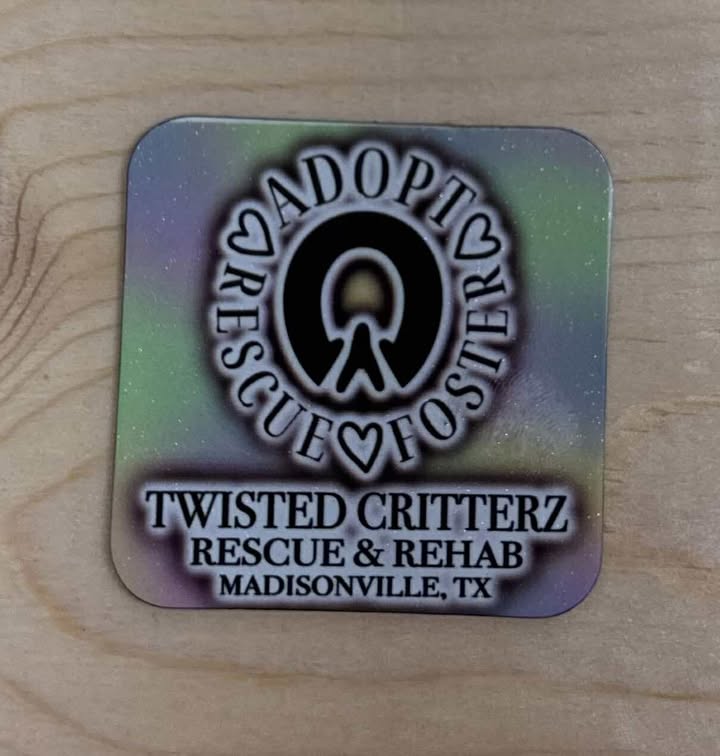 ADOPT
FOSTER
RESCUE
TWISTED CRITTERZ
RESCUE & REHAB
MADISONVILLE, TX